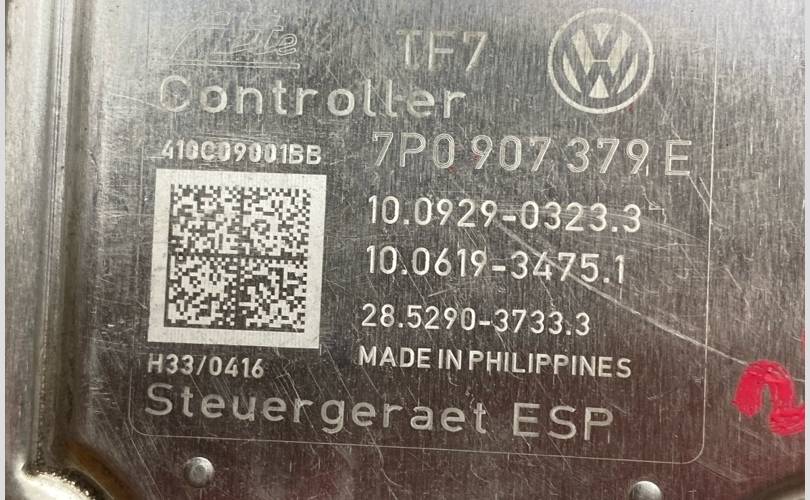 Ate TF7
Controller
410C09001BB 7P0 907 379 E
10.0929-0323.3
10.0619-3475.1
28.5290-3733.3
H33/0416 MADE IN PHILIPPINES
Steuergeraet ESP
2